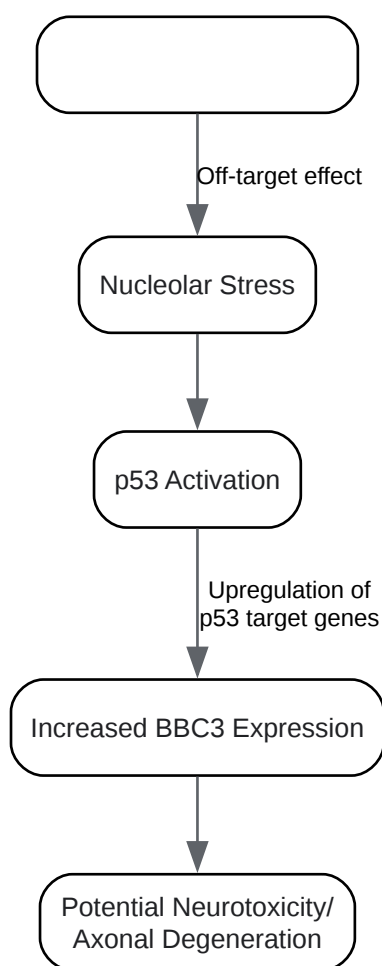 Off-target effect
Nucleolar Stress
p53 Activation
Upregulation of
p53 target genes
Increased BBC3 Expression
Potential Neurotoxicity/
Axonal Degeneration